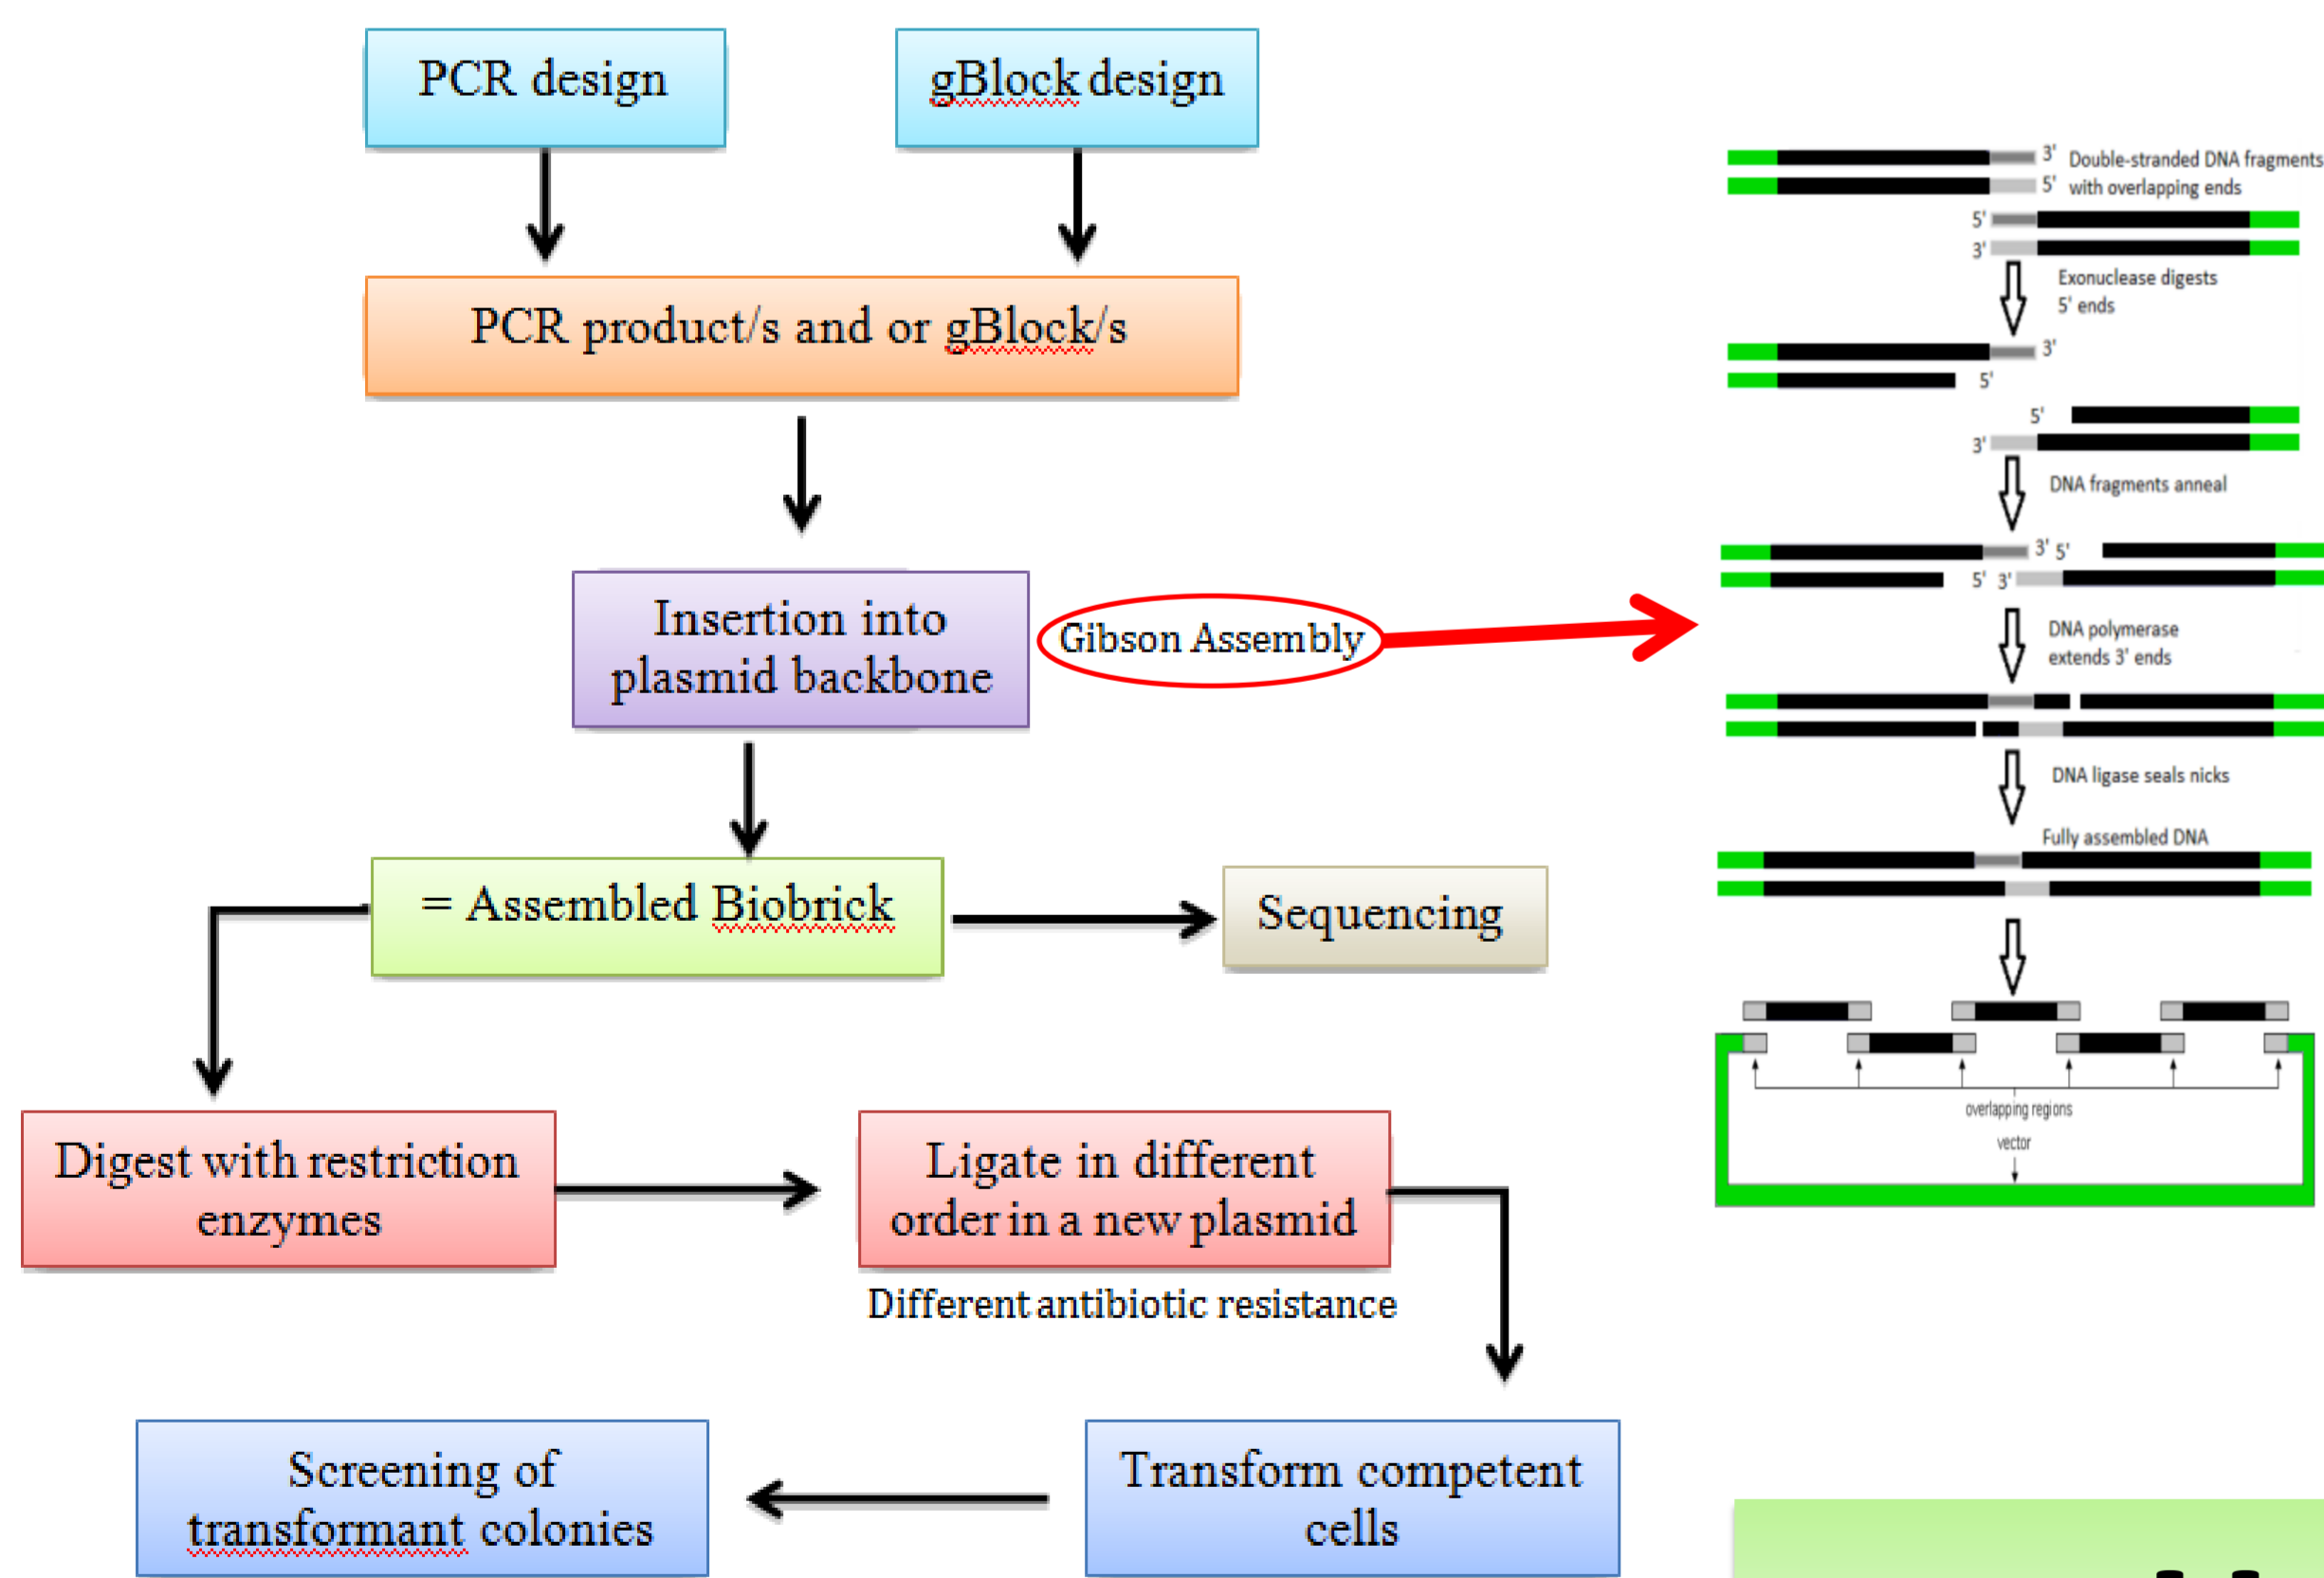 PCR design
gBlock design
PCR product/s and or gBlock/s
Insertion into
plasmid backbone
Gibson Assembly
= Assembled Biobrick
Sequencing
Digest with restriction
enzymes
Ligate in different
order in a new plasmid
Different antibiotic resistance
Transform competent
cells
Screening of
transformant colonies
3' Double-stranded DNA fragments
5' with overlapping ends
5'
3'
Exonuclease digests
5' ends
3'
5'
5'
3'
DNA fragments anneal
3' 5'
5' 3'
DNA polymerase
extends 3' ends
DNA ligase seals nicks
Fully assembled DNA
overlapping regions
vector